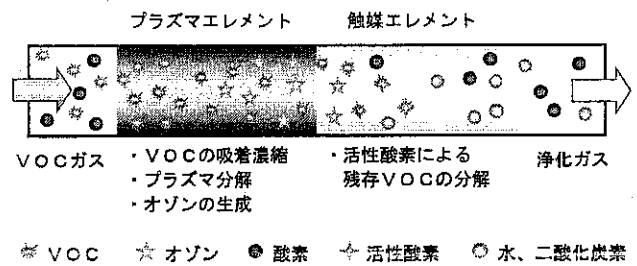 プラズマエレメント 触媒エレメント
VOCガス
・VOCの吸着濃縮
・プラズマ分解
・オゾンの生成
・活性酸素による
残存VOCの分解
浄化ガス
VOC オゾン 酸素 活性酸素 水、二酸化炭素